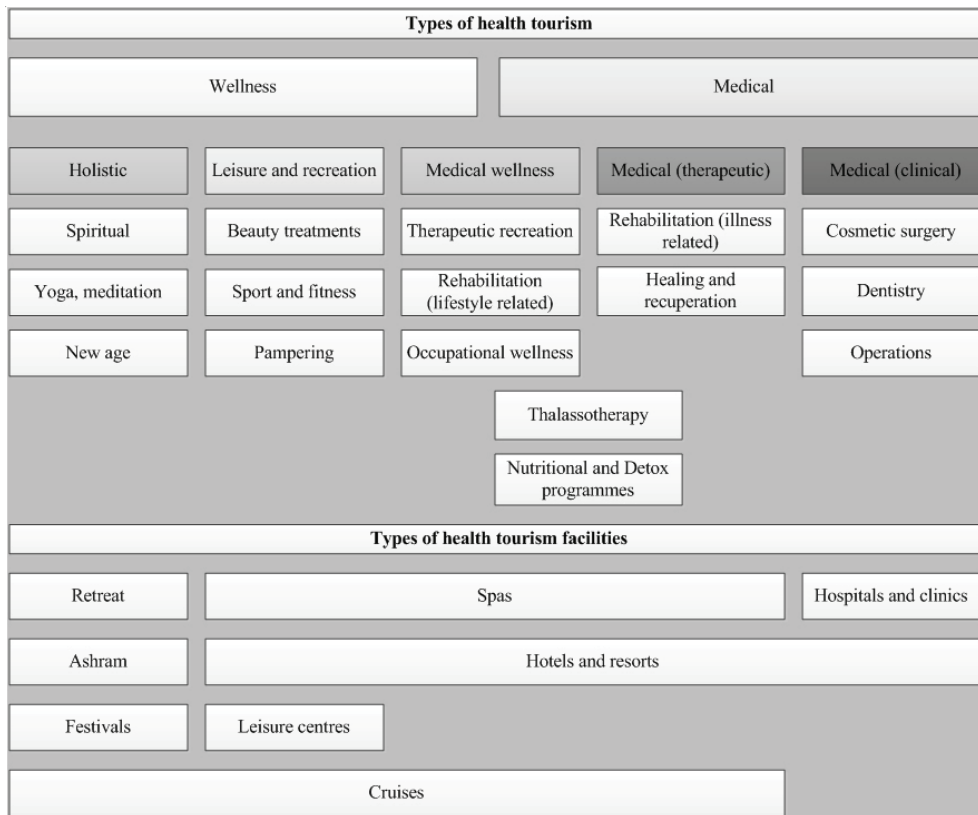 Types of health tourism
Wellness
Medical
Holistic
Leisure and recreation
Medical wellness
Medical (therapeutic)
Medical (clinical)
Spiritual
Beauty treatments
Therapeutic recreation
Rehabilitation (illness
related)
Cosmetic surgery
Yoga, meditation
Sport and fitness
Rehabilitation
(lifestyle related)
Healing and
recuperation
Dentistry
New age
Pampering
Occupational wellness
Operations
Thalassotherapy
Nutritional and Detox
programmes
Types of health tourism facilities
Retreat
Spas
Hospitals and clinics
Ashram
Hotels and resorts
Festivals
Leisure centres
Cruises